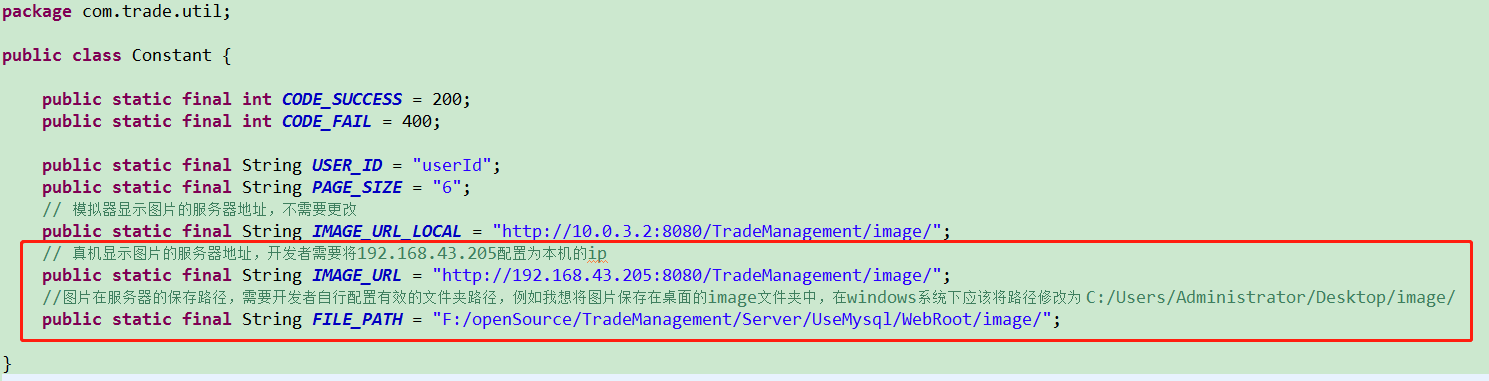 package com.trade.util;
public class Constant {
public static final int CODE_SUCCESS = 200;
public static final int CODE_FAIL = 400;
public static final String USER_ID = "userId";
public static final String PAGE_SIZE = "6";
// 模拟器显示图片的服务器地址，不需要更改
public static final String IMAGE_URL_LOCAL = "http://10.0.3.2:8080/TradeManagement/image/";
// 真机显示图片的服务器地址，开发者需要将192.168.43.205配置为本机的ip
public static final String IMAGE_URL = "http://192.168.43.205:8080/TradeManagement/image/";
//图片在服务器的保存路径，需要开发者自行配置有效的文件夹路径，例如我想将图片保存在桌面的image文件夹中，在windows系统下应该将路径修改为 C:/Users/Administrator/Desktop/image/
public static final String FILE_PATH = "F:/openSource/TradeManagement/Server/UseMysql/WebRoot/image/";
}